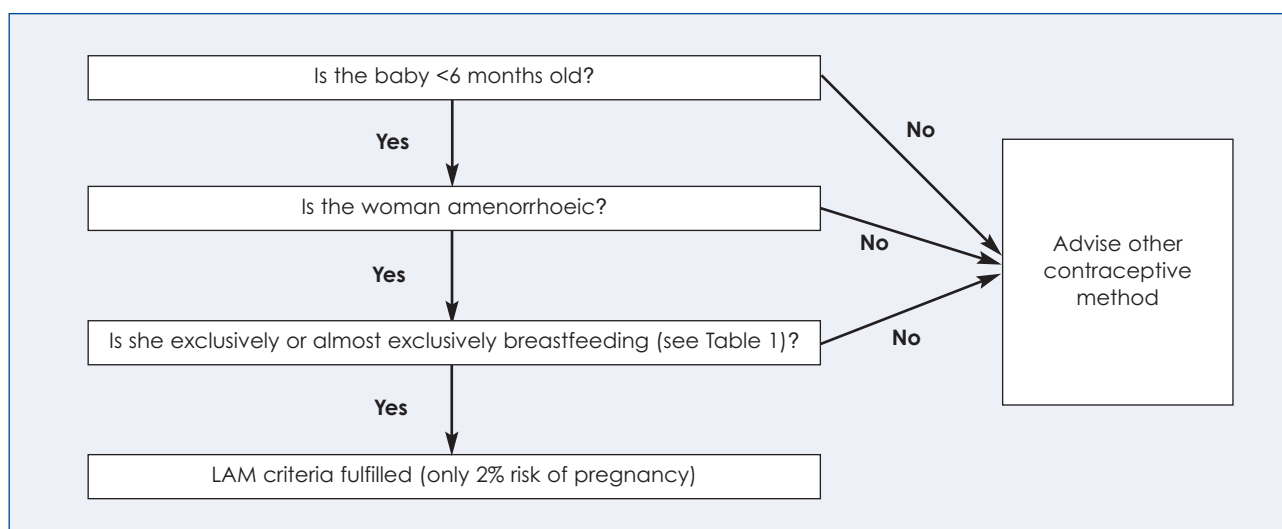 Is the baby <6 months old?
No
Yes
Is the woman amenorrhoeic?
No
Yes
Advise other
contraceptive
method
Is she exclusively or almost exclusively breastfeeding (see Table 1)?
No
Yes
LAM criteria fulfilled (only 2% risk of pregnancy)